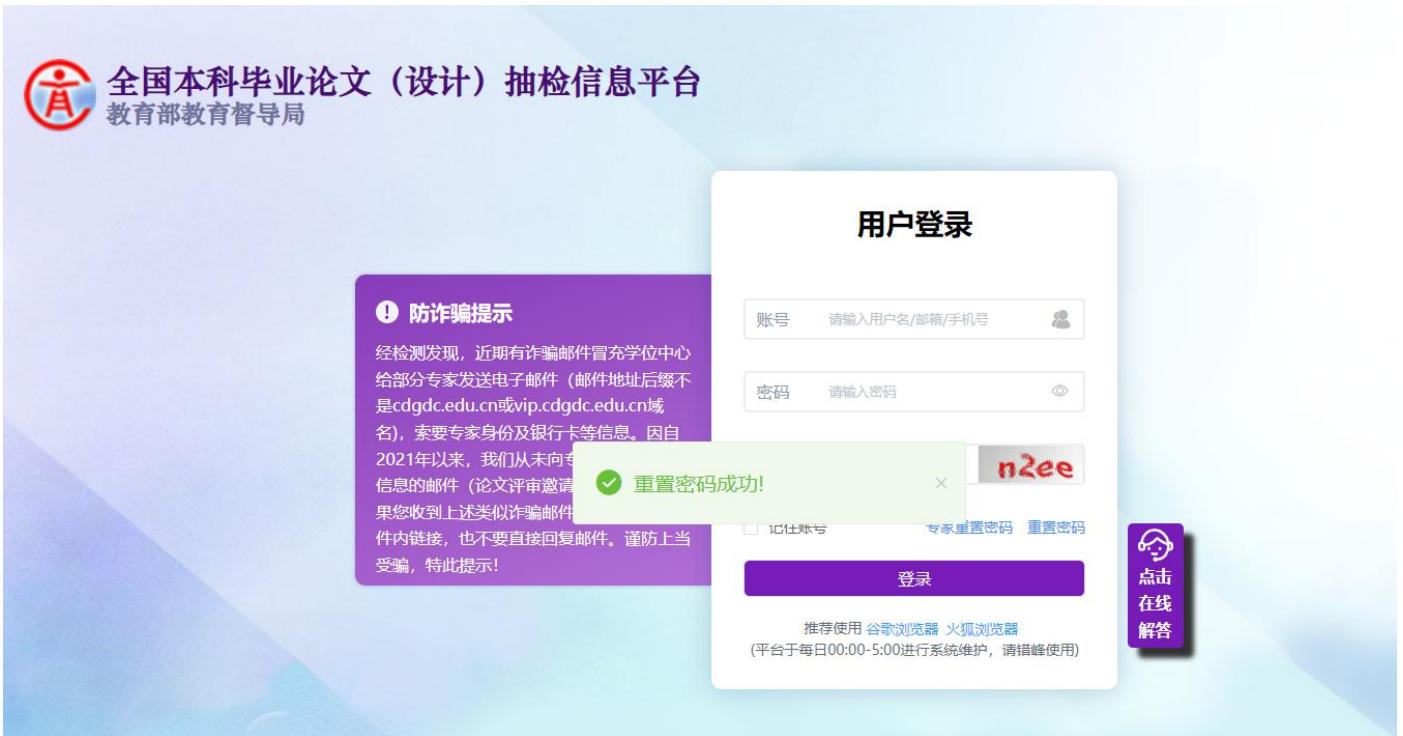 全国本科毕业论文（设计）抽检信息平台
教育部教育督导局
用户登录
防诈骗提示
经检测发现，近期有诈骗邮件冒充学位中心
给部分专家发送电子邮件（邮件地址后缀不
是cdgdc.edu.cn或vip.cdgdc.edu.cn域
名），索要专家身份及银行卡等信息。因自
2021年以来，我们从未向专
信息的邮件（论文评审邀请
果您收到上述类似诈骗邮件
件内链接，也不要直接回复邮件。谨防上当
受骗，特此提示！
账号 请输入用户名/邮箱/手机号
密码 请输入密码
n2ee
重置密码成功!
记住账号 专家重置密码 重置密码
登录
推荐使用 谷歌浏览器 火狐浏览器
(平台于每日00:00-5:00进行系统维护，请错峰使用)
点击
在线
解答